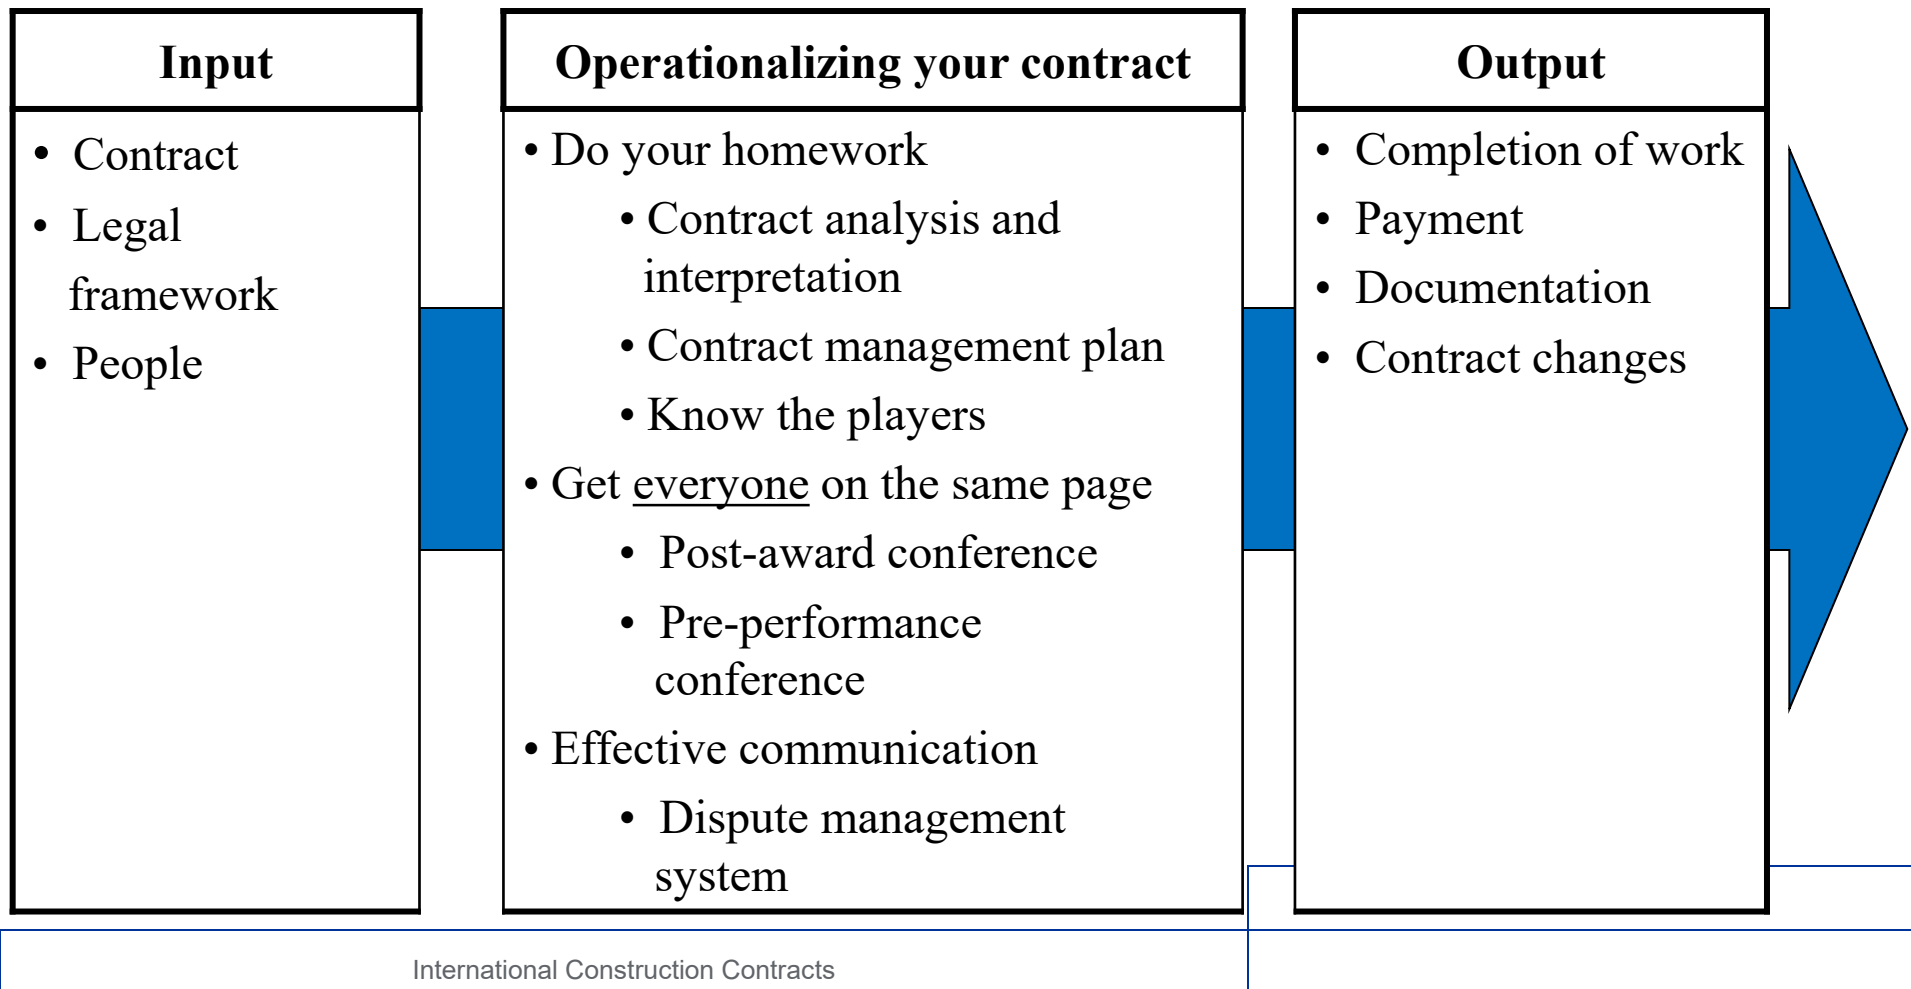 Input
• Contract
• Legal
framework
• People
Operationalizing your contract
• Do your homework
• Contract analysis and
interpretation
• Contract management plan
• Know the players
• Get everyone on the same page
• Post-award conference
• Pre-performance
conference
• Effective communication
• Dispute management
system
Output
• Completion of work
• Payment
• Documentation
• Contract changes
International Construction Contracts